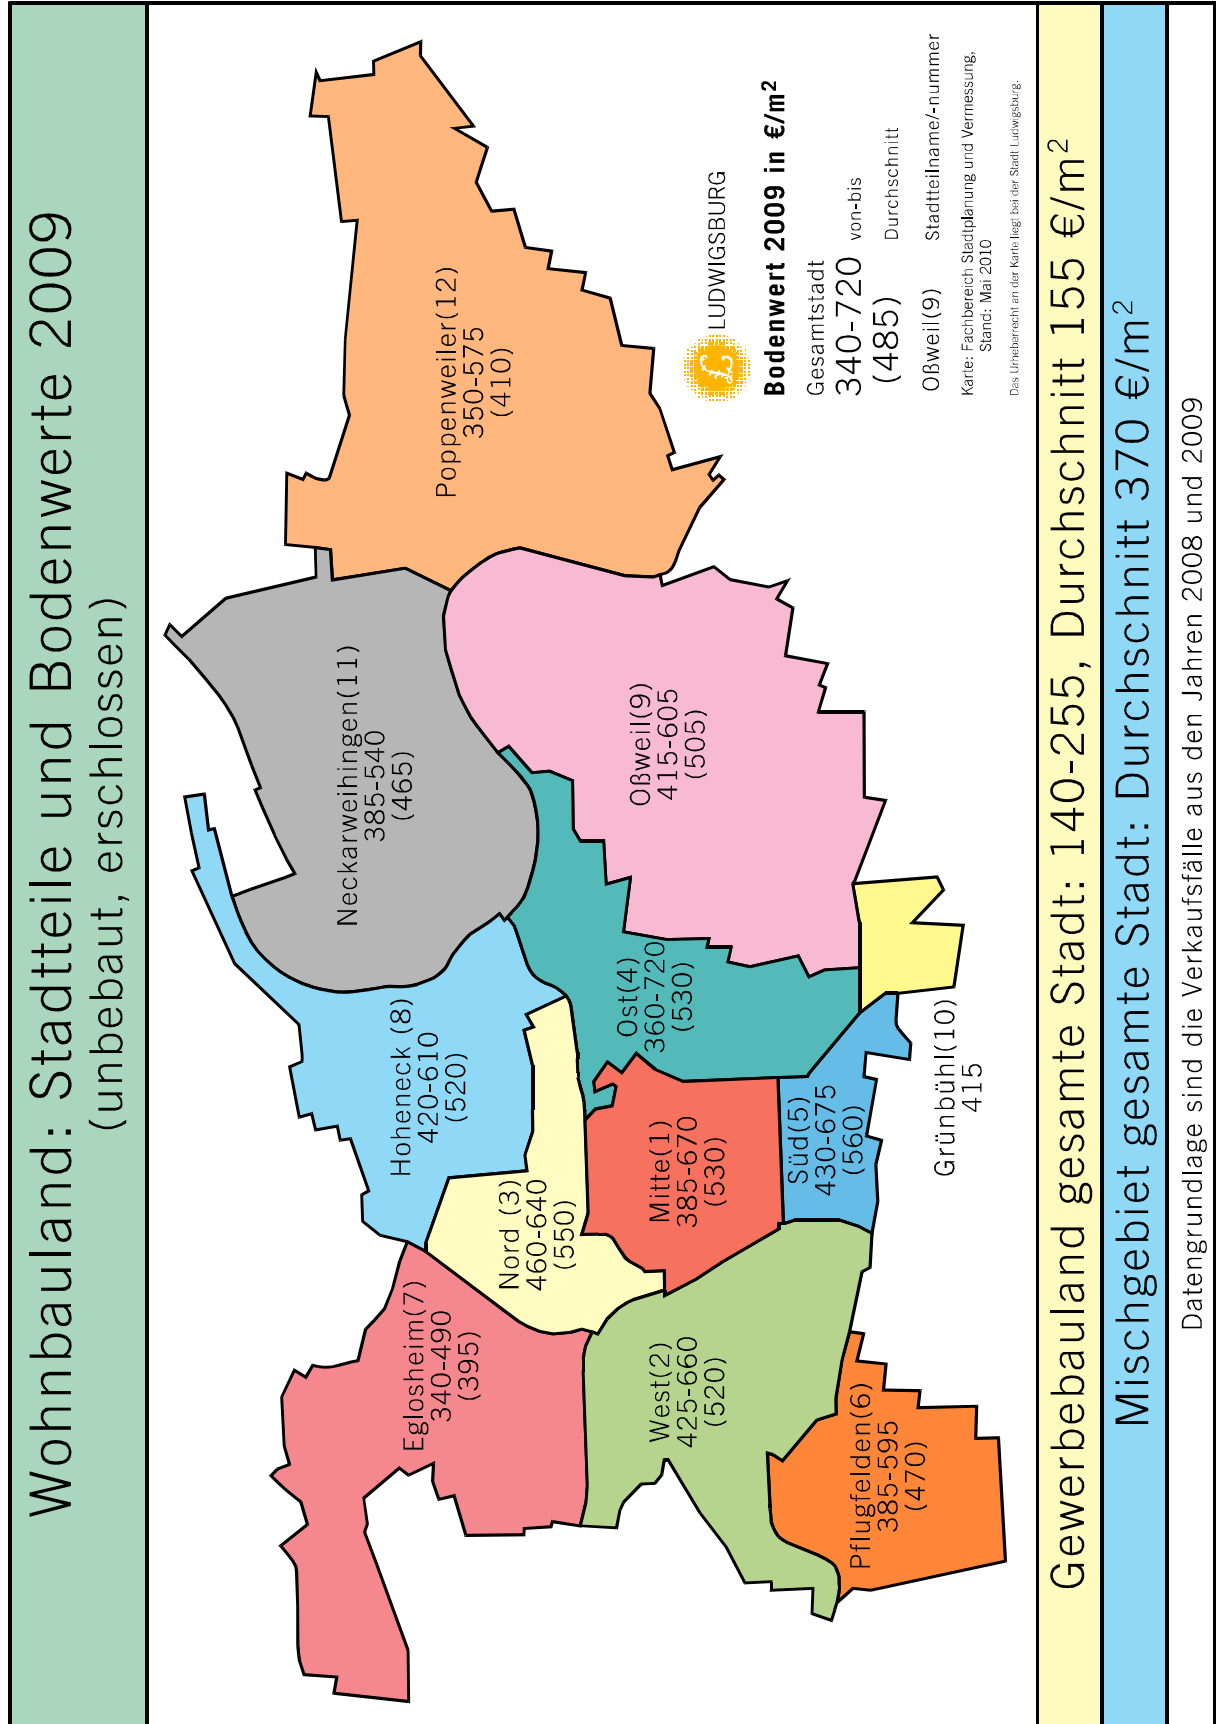 Wohnbauland: Stadtteile und Bodenwerte 2009
(unbebaut, erschlossen)
Neckarweihingen(11)
385-540
(465)
Poppenweiler(12)
350-575
(410)
Hoheneck (8)
420-610
(520)
Eglosheim(7)
340-490
(395)
Nord (3)
460-640
(550)
Ost(4)
360-720
(530)
Oßweil(9)
415-605
(505)
West(2)
425-660
(520)
Mitte(1)
385-670
(530)
Süd(5)
430-675
(560)
Pflugfelden(6)
385-595
(470)
Grünbühl(10)
415
LUDWIGSBURG
Bodenwert 2009 in €/m²
Gesamtstadt
340-720 von-bis
(485) Durchschnitt
Oßweil(9) Stadtteilname/-nummer
Karte: Fachbereich Stadtplanung und Vermessung,
Stand: Mai 2010
Das Urheberrecht an der Karte liegt bei der Stadt Ludwigsburg.
Gewerbebauland gesamte Stadt: 140-255, Durchschnitt 155 €/m²
Mischgebiet gesamte Stadt: Durchschnitt 370 €/m²
Datengrundlage sind die Verkaufsfälle aus den Jahren 2008 und 2009